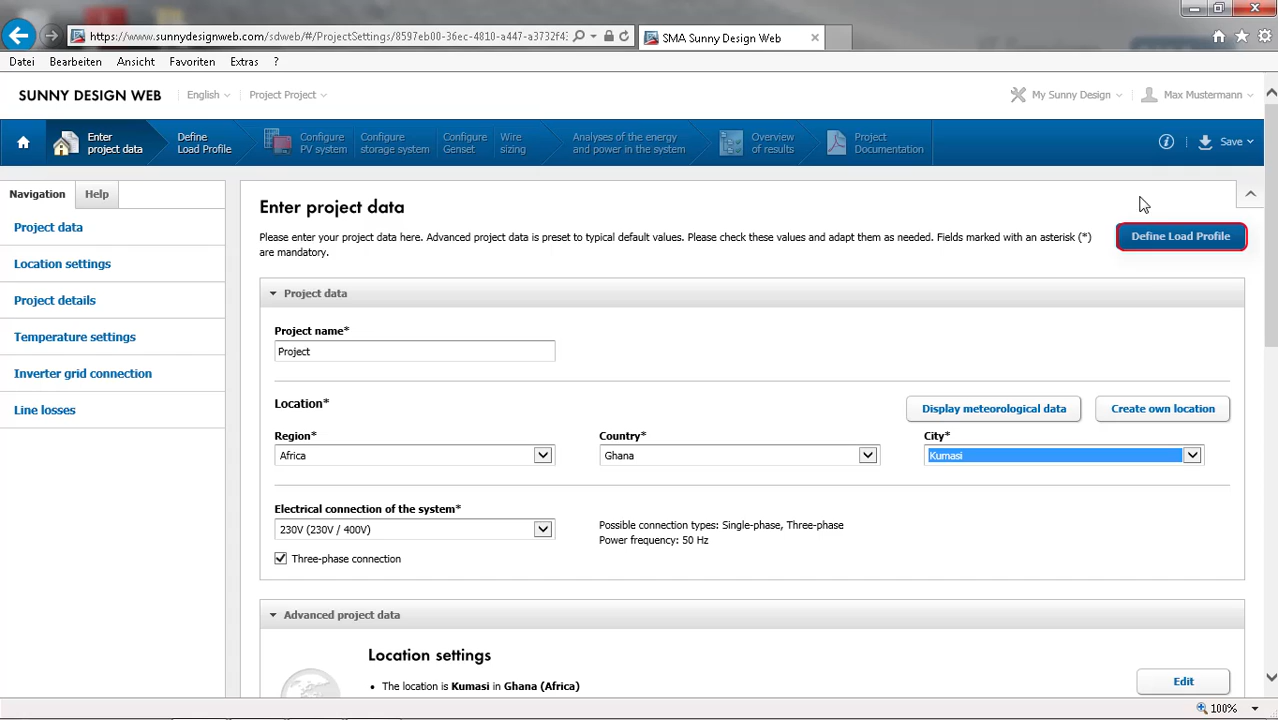 https://www.sunnydesignweb.com/sdweb/#/ProjectSettings/8597eb00-36ec-4810-a447-a3732f43
SMA Sunny Design Web
Datei Bearbeiten Ansicht Favoriten Extras ?
SUNNY DESIGN WEB English Project Project My Sunny Design Max Mustermann
Enter project data
Define Load Profile
Configure PV system
Configure storage system
Configure Genset
Wire sizing
Analyses of the energy and power in the system
Overview of results
Project Documentation
Save
Navigation Help
Project data
Location settings
Project details
Temperature settings
Inverter grid connection
Line losses
Enter project data
Please enter your project data here. Advanced project data is preset to typical default values. Please check these values and adapt them as needed. Fields marked with an asterisk (*)
are mandatory.
Define Load Profile
Project data
Project name*
Project
Location*
Display meteorological data Create own location
Region* Country* City*
Africa Ghana Kumasi
Electrical connection of the system*
230V (230V / 400V)
Possible connection types: Single-phase, Three-phase
Power frequency: 50 Hz
Three-phase connection
Advanced project data
Location settings
• The location is Kumasi in Ghana (Africa)
Edit
100%